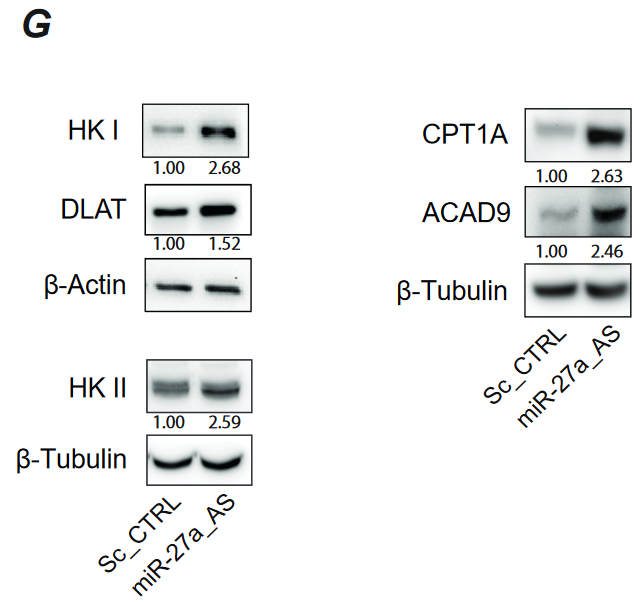 G
HK I
1.00 2.68
DLAT
1.00 1.52
β-Actin
HK II
1.00 2.59
β-Tubulin
Sc_CTRL
miR-27a_AS
CPT1A
1.00 2.63
ACAD9
1.00 2.46
β-Tubulin
Sc_CTRL
miR-27a_AS